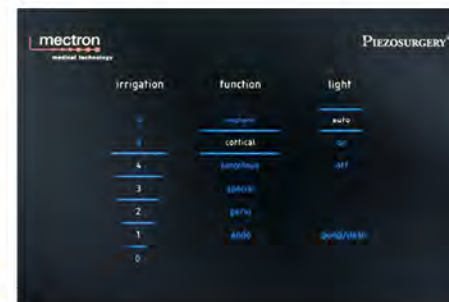 mectron
medical technology
PIEZOSURGERY®
irrigation function light
auto
cortical on
4 cancellous off
3 special
2 perio
1 endo pump/clean
0